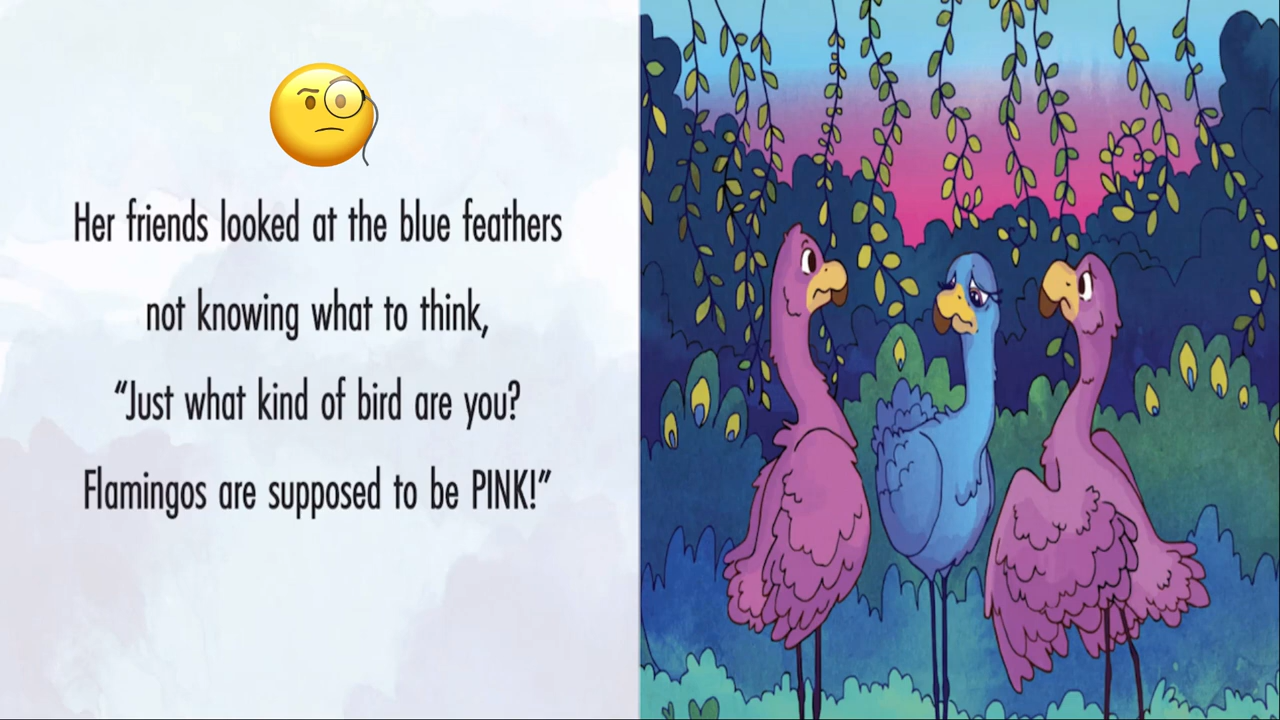 Her friends looked at the blue feathers
not knowing what to think,
“Just what kind of bird are you?
Flamingos are supposed to be PINK!”